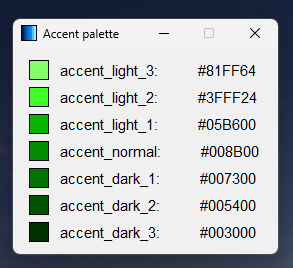 Accent palette
accent_light_3: #81FF64
accent_light_2: #3FFF24
accent_light_1: #05B600
accent_normal: #008B00
accent_dark_1: #007300
accent_dark_2: #005400
accent_dark_3: #003000